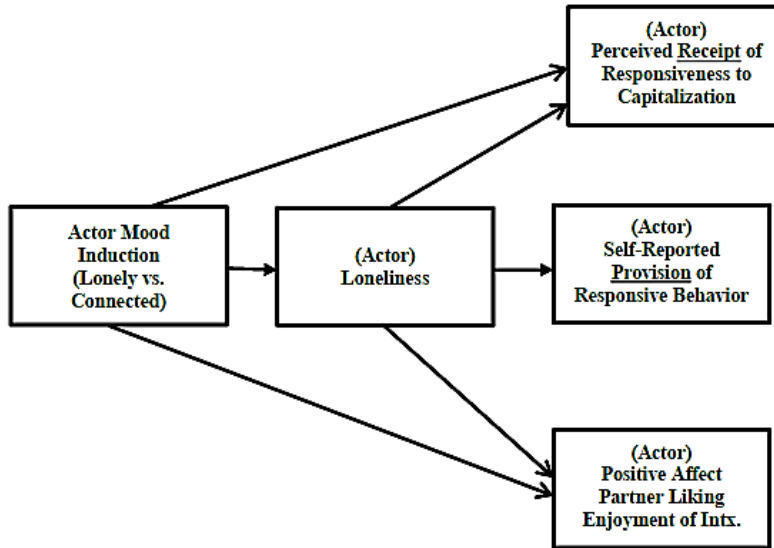 (Actor)
Perceived Receipt of
Responsiveness to
Capitalization
Actor Mood
Induction
(Lonely vs.
Connected)
(Actor)
Loneliness
(Actor)
Self-Reported
Provision of
Responsive Behavior
(Actor)
Positive Affect
Partner Liking
Enjoyment of Intx.